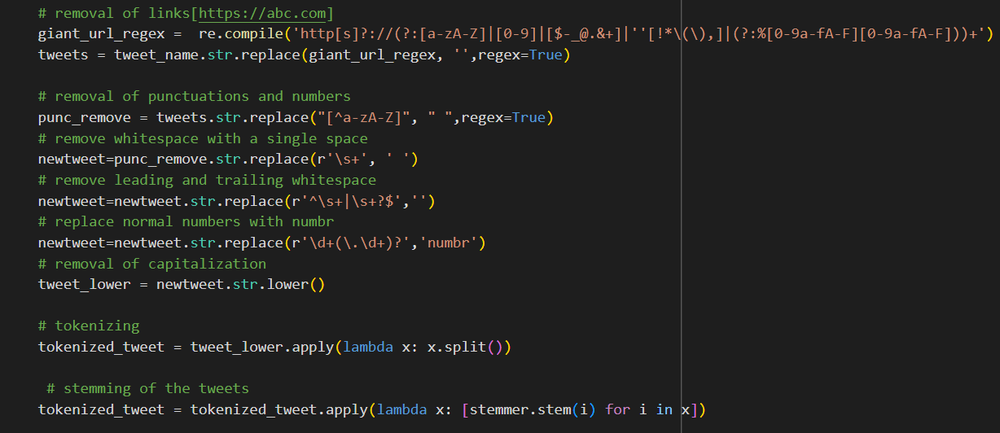 # removal of links[https://abc.com]
giant_url_regex =  re.compile('http[s]?://(?:[a-zA-Z]|[0-9]|[$-_@.&+]|''[!*\(\),]|(?:%[0-9a-fA-F][0-9a-fA-F]))+')
tweets = tweet_name.str.replace(giant_url_regex, '',regex=True)
# removal of punctuations and numbers
punc_remove = tweets.str.replace("[^a-zA-Z]", " ",regex=True)
# remove whitespace with a single space
newtweet=punc_remove.str.replace(r'\s+', ' ')
# remove leading and trailing whitespace
newtweet=newtweet.str.replace(r'^\s+|\s+?$','')
# replace normal numbers with numbr
newtweet=newtweet.str.replace(r'\d+(\.\d+)?','numbr')
# removal of capitalization
tweet_lower = newtweet.str.lower()
# tokenizing
tokenized_tweet = tweet_lower.apply(lambda x: x.split())
# stemming of the tweets
tokenized_tweet = tokenized_tweet.apply(lambda x: [stemmer.stem(i) for i in x])